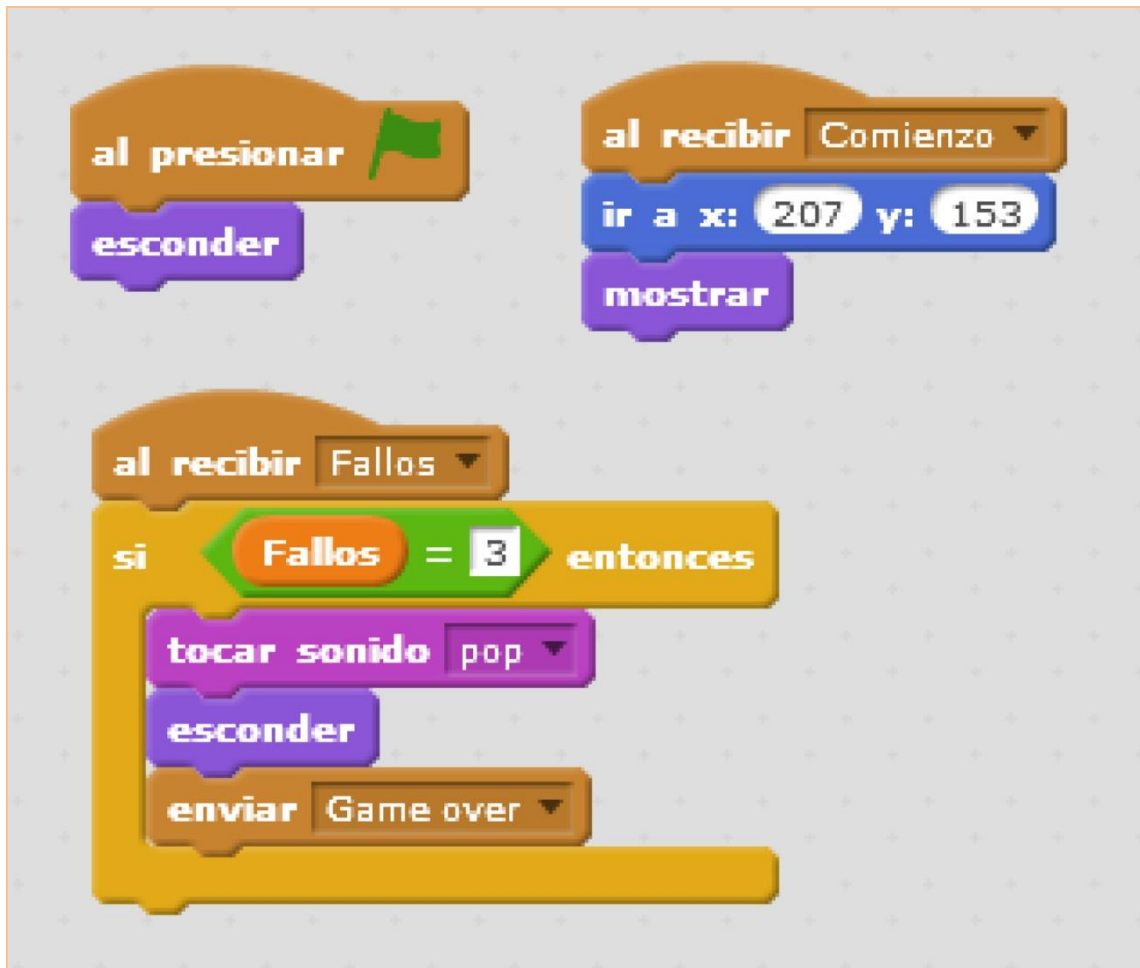 al presionar
esconder
al recibir Comienzo
ir a x: 207 y: 153
mostrar
al recibir Fallos
si Fallos = 3 entonces
tocar sonido pop
esconder
enviar Game over